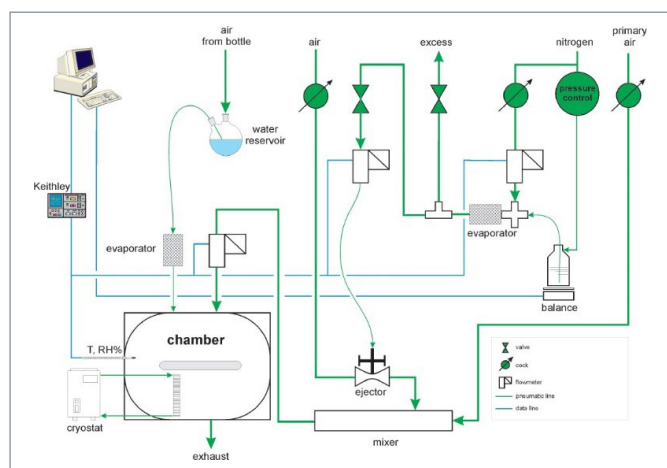 air
from bottle
air
excess
nitrogen
primary
air
pressure
control
water
reservoir
Keithley
evaporator
evaporator
balance
chamber
T, RH%
cryostat
ejector
mixer
exhaust
valve
cock
flowmeter
pneumatic line
data line